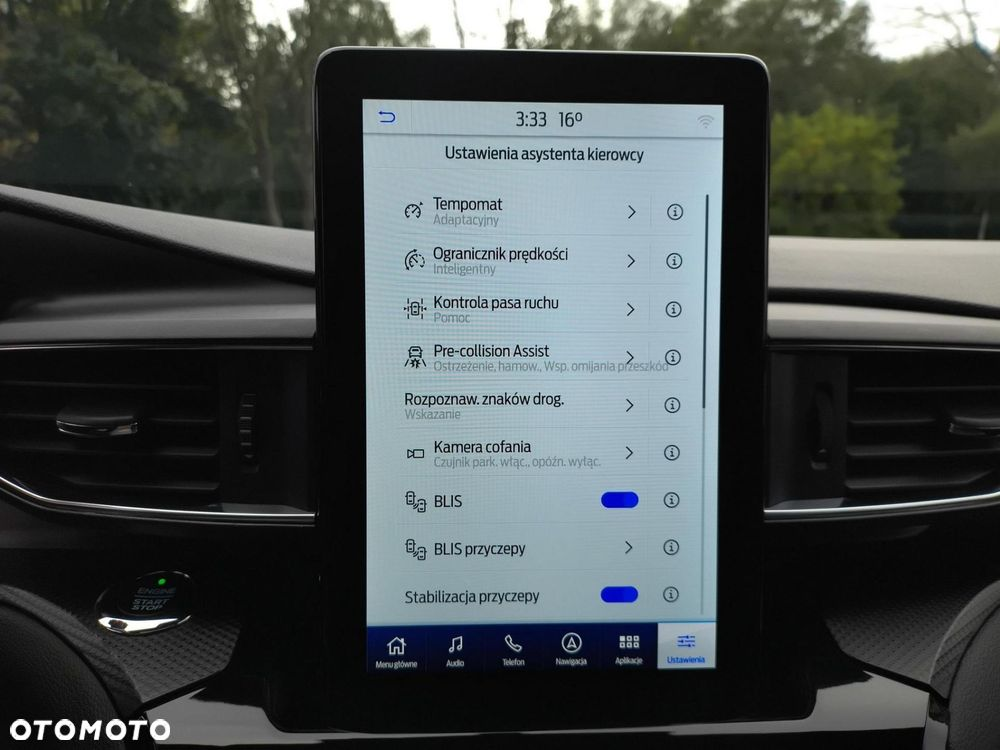 3:33 16º
Ustawienia asystenta kierowcy
Tempomat
Adaptacyjny
Ogranicznik prędkości
Inteligentny
Kontrola pasa ruchu
Pomoc
Pre-collision Assist
Ostrzeżenie, hamow., Wsp. omijania przeszkód
Rozpoznaw. znaków drog.
Wskazanie
Kamera cofania
Czujnik park. włąc., opóźn. wyłąc.
BLIS
BLIS przyczepy
Stabilizacja przyczepy
Menu główne Audio Telefon Nawigacja Aplikacje Ustawienia
ENGINE
START
STOP
OTOMOTO